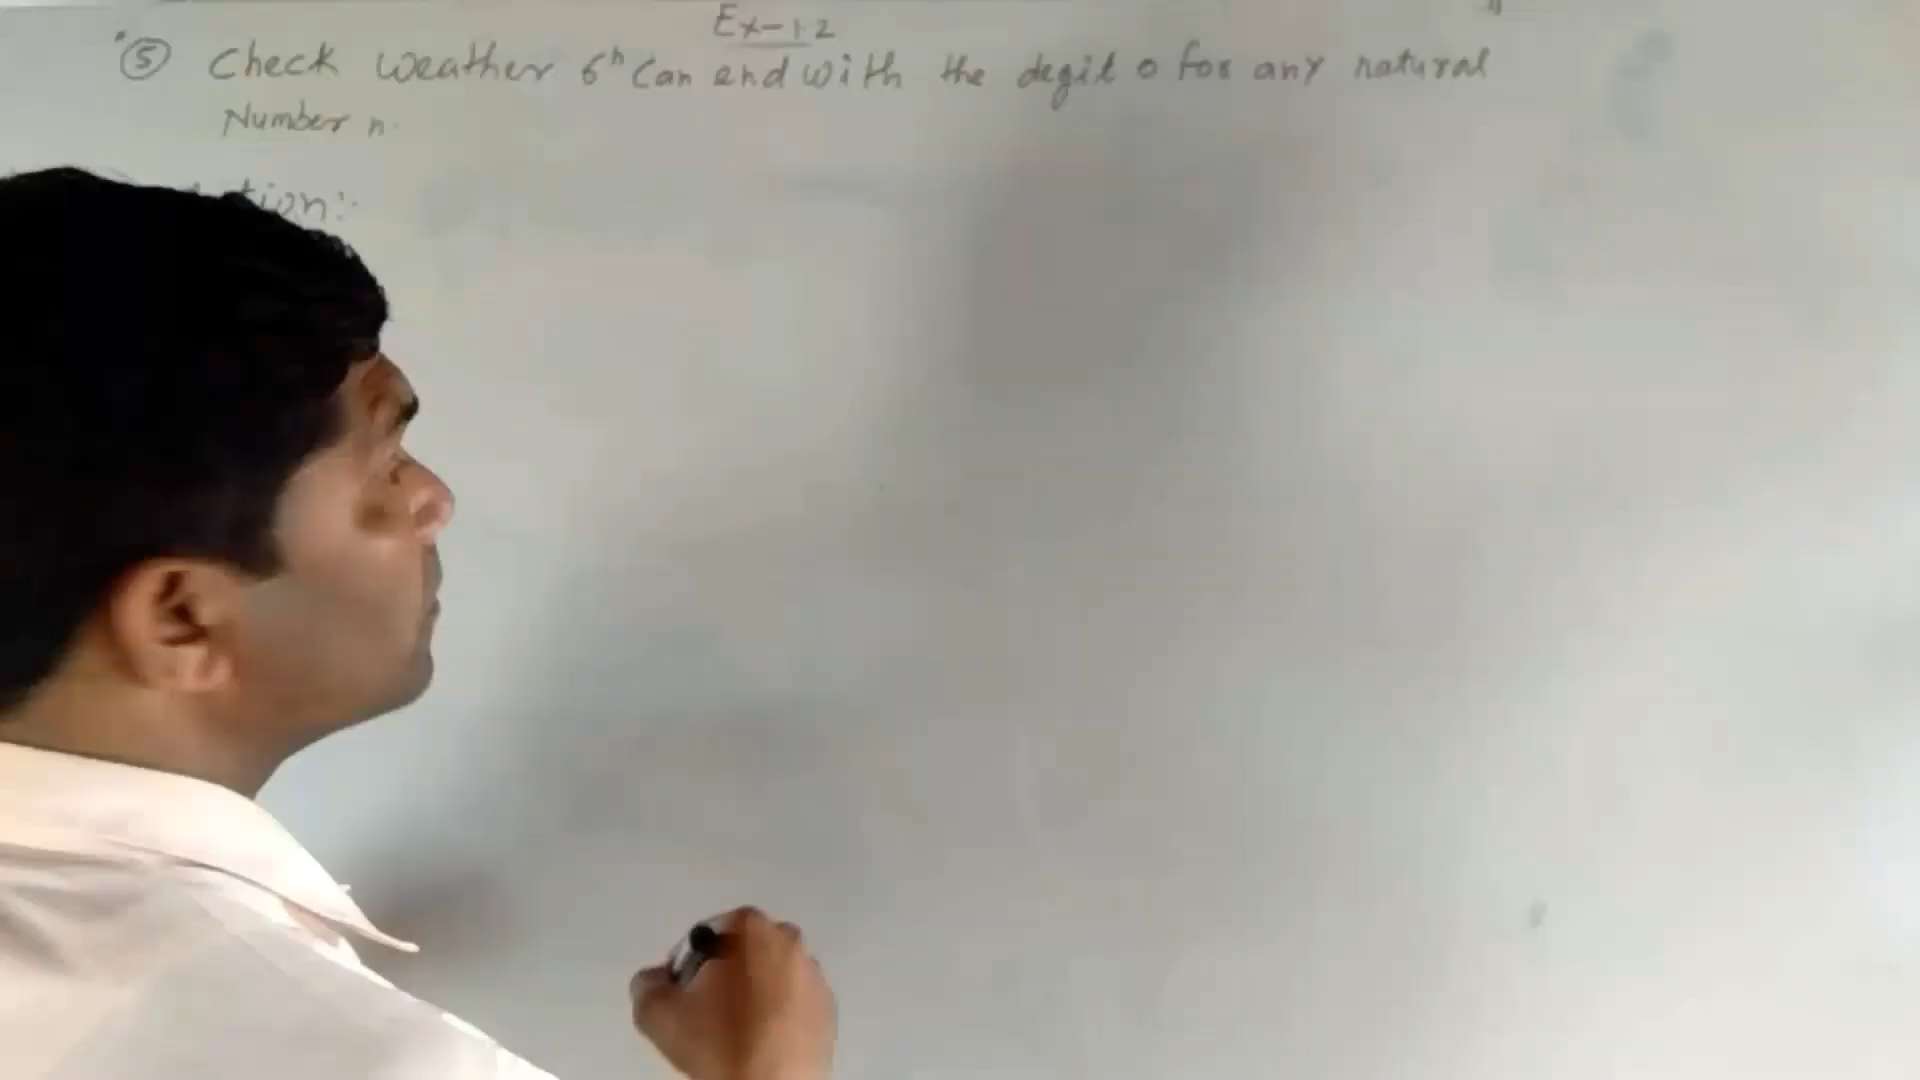 Ex-1.2
⑤ Check weather 6ⁿ Can end with the degit 0 for any natural
Number n.
tion:-